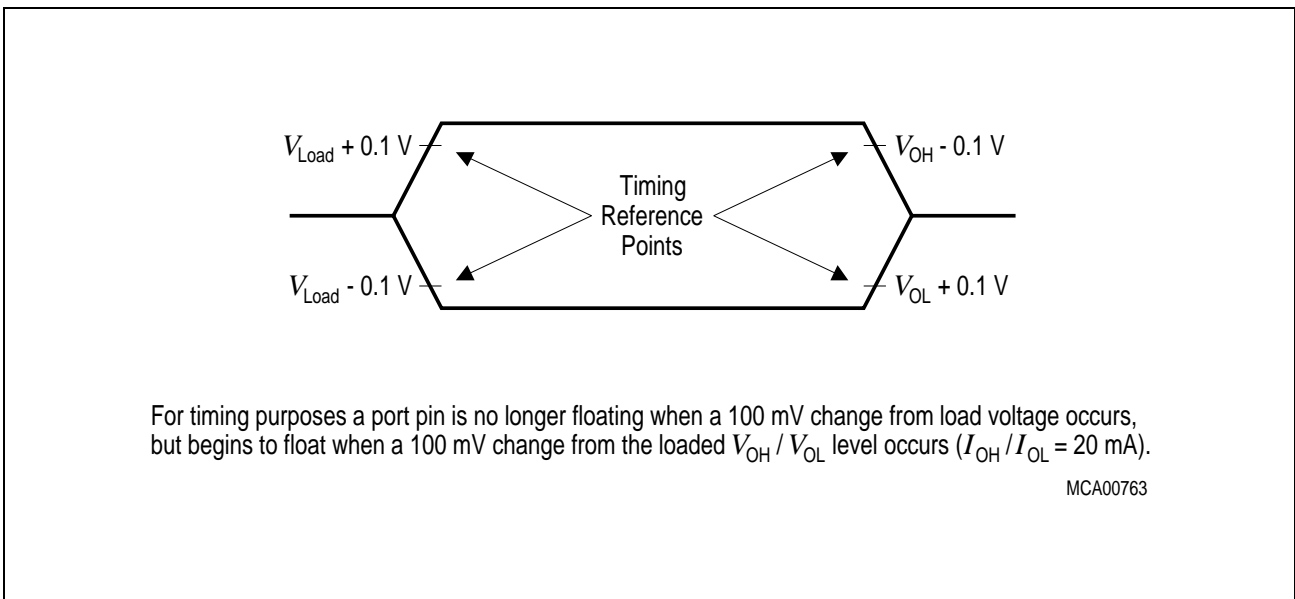 V_Load + 0.1 V
V_OH - 0.1 V
Timing
Reference
Points
V_Load - 0.1 V
V_OL + 0.1 V
For timing purposes a port pin is no longer floating when a 100 mV change from load voltage occurs,
but begins to float when a 100 mV change from the loaded V_OH / V_OL level occurs (I_OH / I_OL = 20 mA).
MCA00763